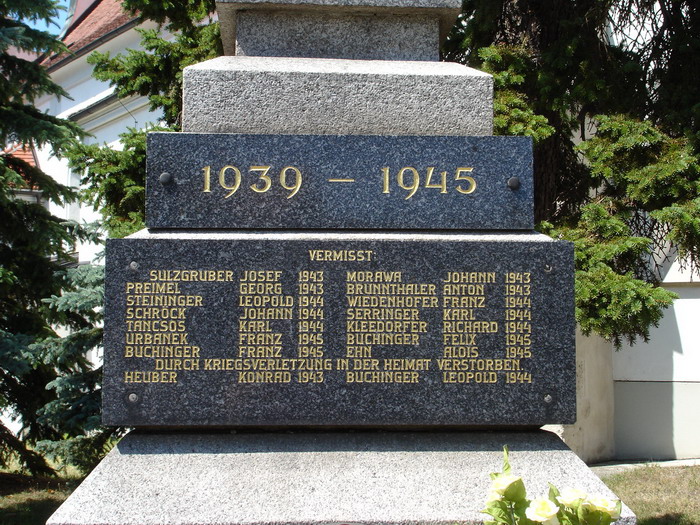 1939 – 1945
VERMISST:
SULZGRUBER JOSEF 1943 MORAWA JOHANN 1943
PREIMEL GEORG 1943 BRUNNTHALER ANTON 1943
STEININGER LEOPOLD 1944 WIEDENHOFER FRANZ 1944
SCHRÖCK JOHANN 1944 SERRINGER KARL 1944
TANCSOS KARL 1944 KLEEDORFER RICHARD 1944
URBANEK FRANZ 1945 BUCHINGER FELIX 1945
BUCHINGER FRANZ 1945 EHN ALOIS 1945
DURCH KRIEGSVERLETZUNG IN DER HEIMAT VERSTORBEN.
HEUBER KONRAD 1943 BUCHINGER LEOPOLD 1944